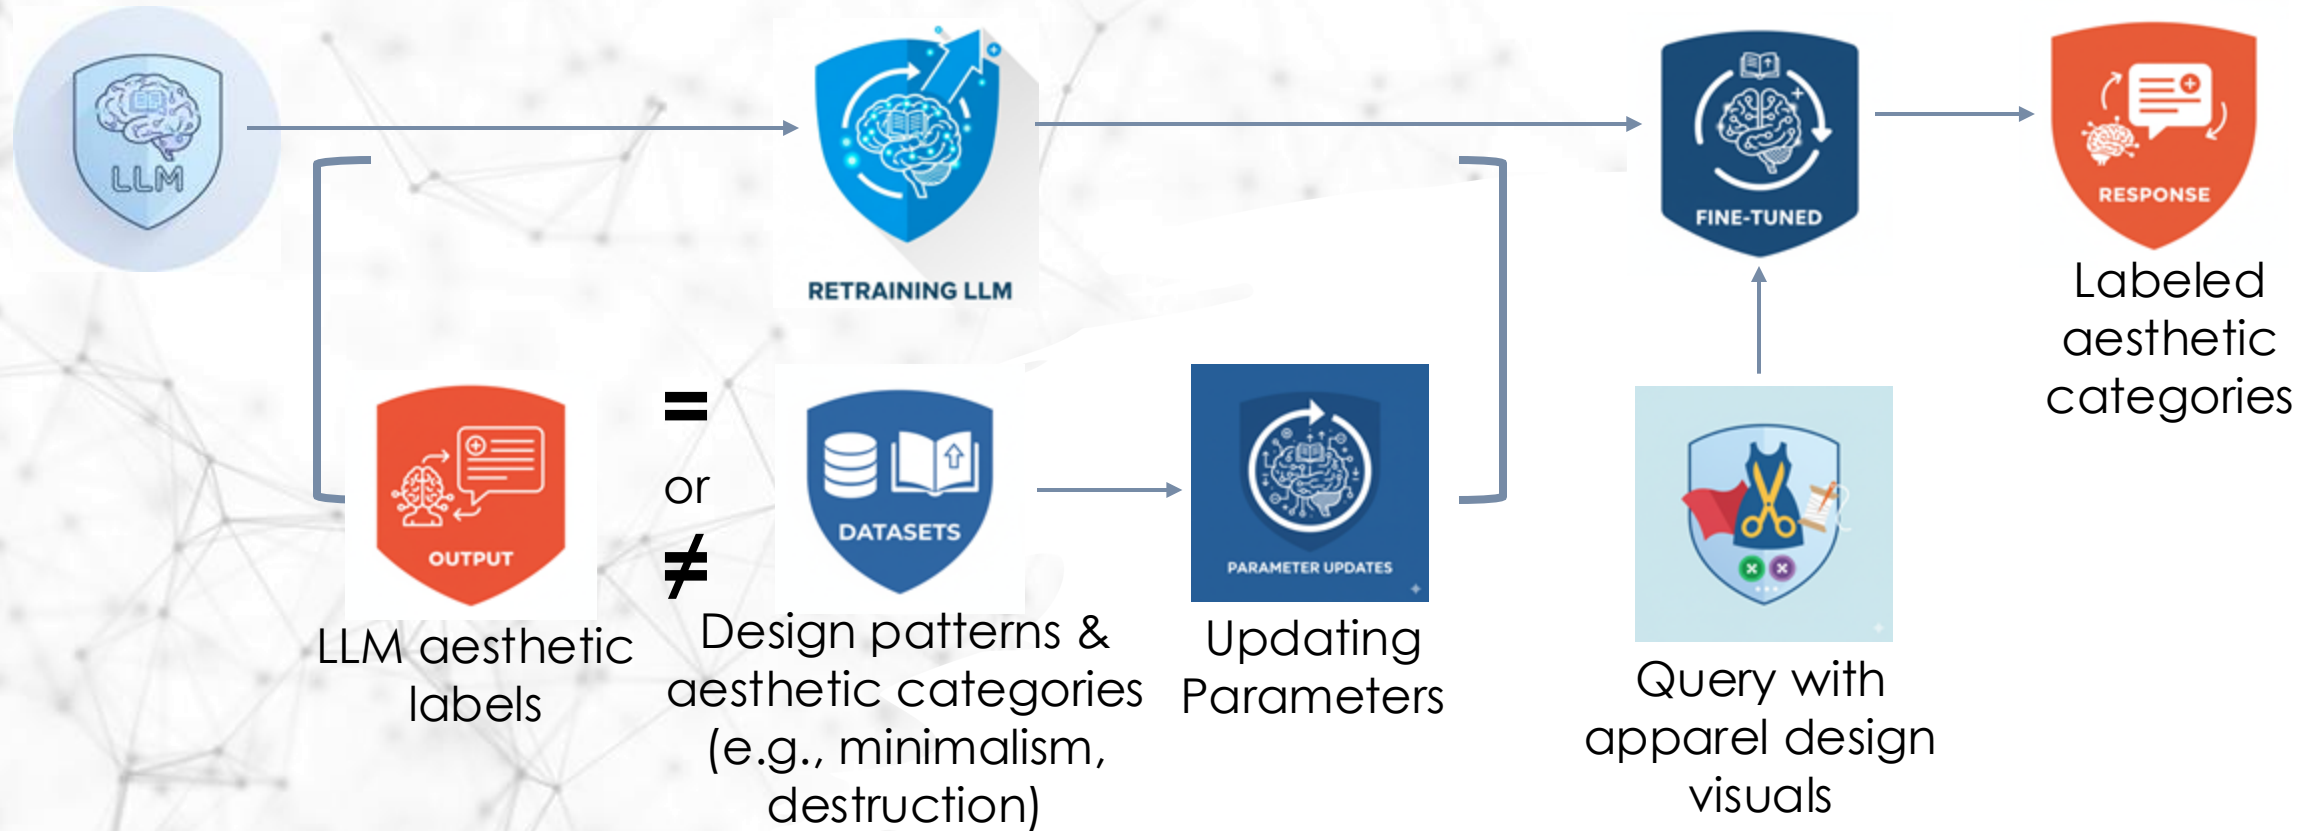 LLM
RETRAINING LLM
FINE-TUNED
RESPONSE
Labeled
aesthetic
categories
OUTPUT
LLM aesthetic
labels
=
or
≠
DATASETS
Design patterns &
aesthetic categories
(e.g., minimalism,
destruction)
PARAMETER UPDATES
Updating
Parameters
Query with
apparel design
visuals